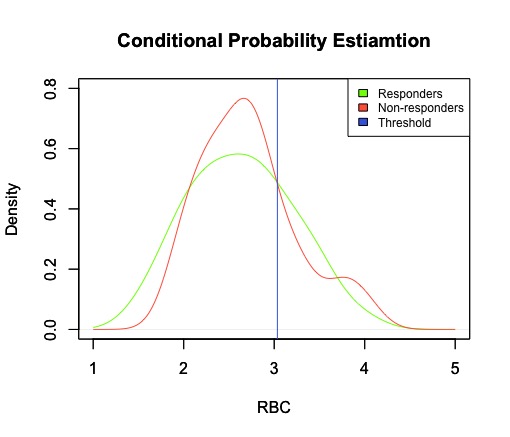 Conditional Probability Estiamtion
Responders
Non-responders
Threshold
0.8
0.6
0.4
0.2
0.0
Density
1 2 3 4 5
RBC